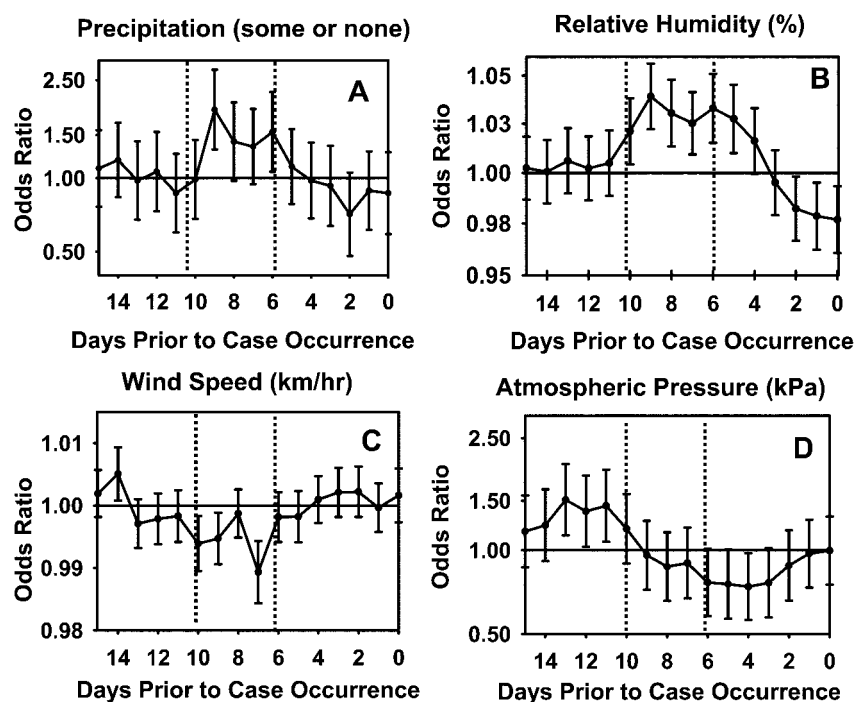 Precipitation (some or none)
A
Odds Ratio
2.50
1.50
1.00
0.50
14 12 10 8 6 4 2 0
Days Prior to Case Occurrence
Relative Humidity (%)
B
Odds Ratio
1.05
1.03
1.00
0.98
0.95
14 12 10 8 6 4 2 0
Days Prior to Case Occurrence
Wind Speed (km/hr)
C
Odds Ratio
1.01
1.00
0.99
0.98
14 12 10 8 6 4 2 0
Days Prior to Case Occurrence
Atmospheric Pressure (kPa)
D
Odds Ratio
2.50
1.50
1.00
0.50
14 12 10 8 6 4 2 0
Days Prior to Case Occurrence